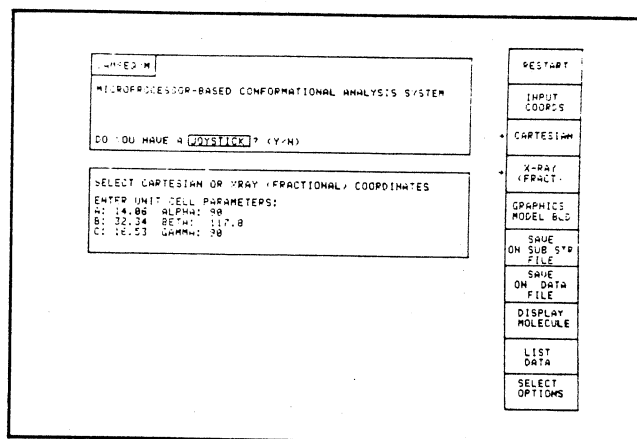 MICROPROCESSOR-BASED CONFORMATIONAL ANALYSIS SYSTEM
DO YOU HAVE A JOYSTICK ? (Y/N)
SELECT CARTESIAN OR XRAY (FRACTIONAL) COORDINATES
ENTER UNIT CELL PARAMETERS:
A: 14.06 ALPHA: 90
B: 32.34 BETA: 117.8
C: 16.53 GAMMA: 90
RESTART
INPUT
COORDS
+ CARTESIAN
+ X-RAY
(FRACT.
GRAPHICS
MODEL BLD
SAVE
ON SUB STR
FILE
SAVE
ON DATA
FILE
DISPLAY
MOLECULE
LIST
DATA
SELECT
OPTIONS